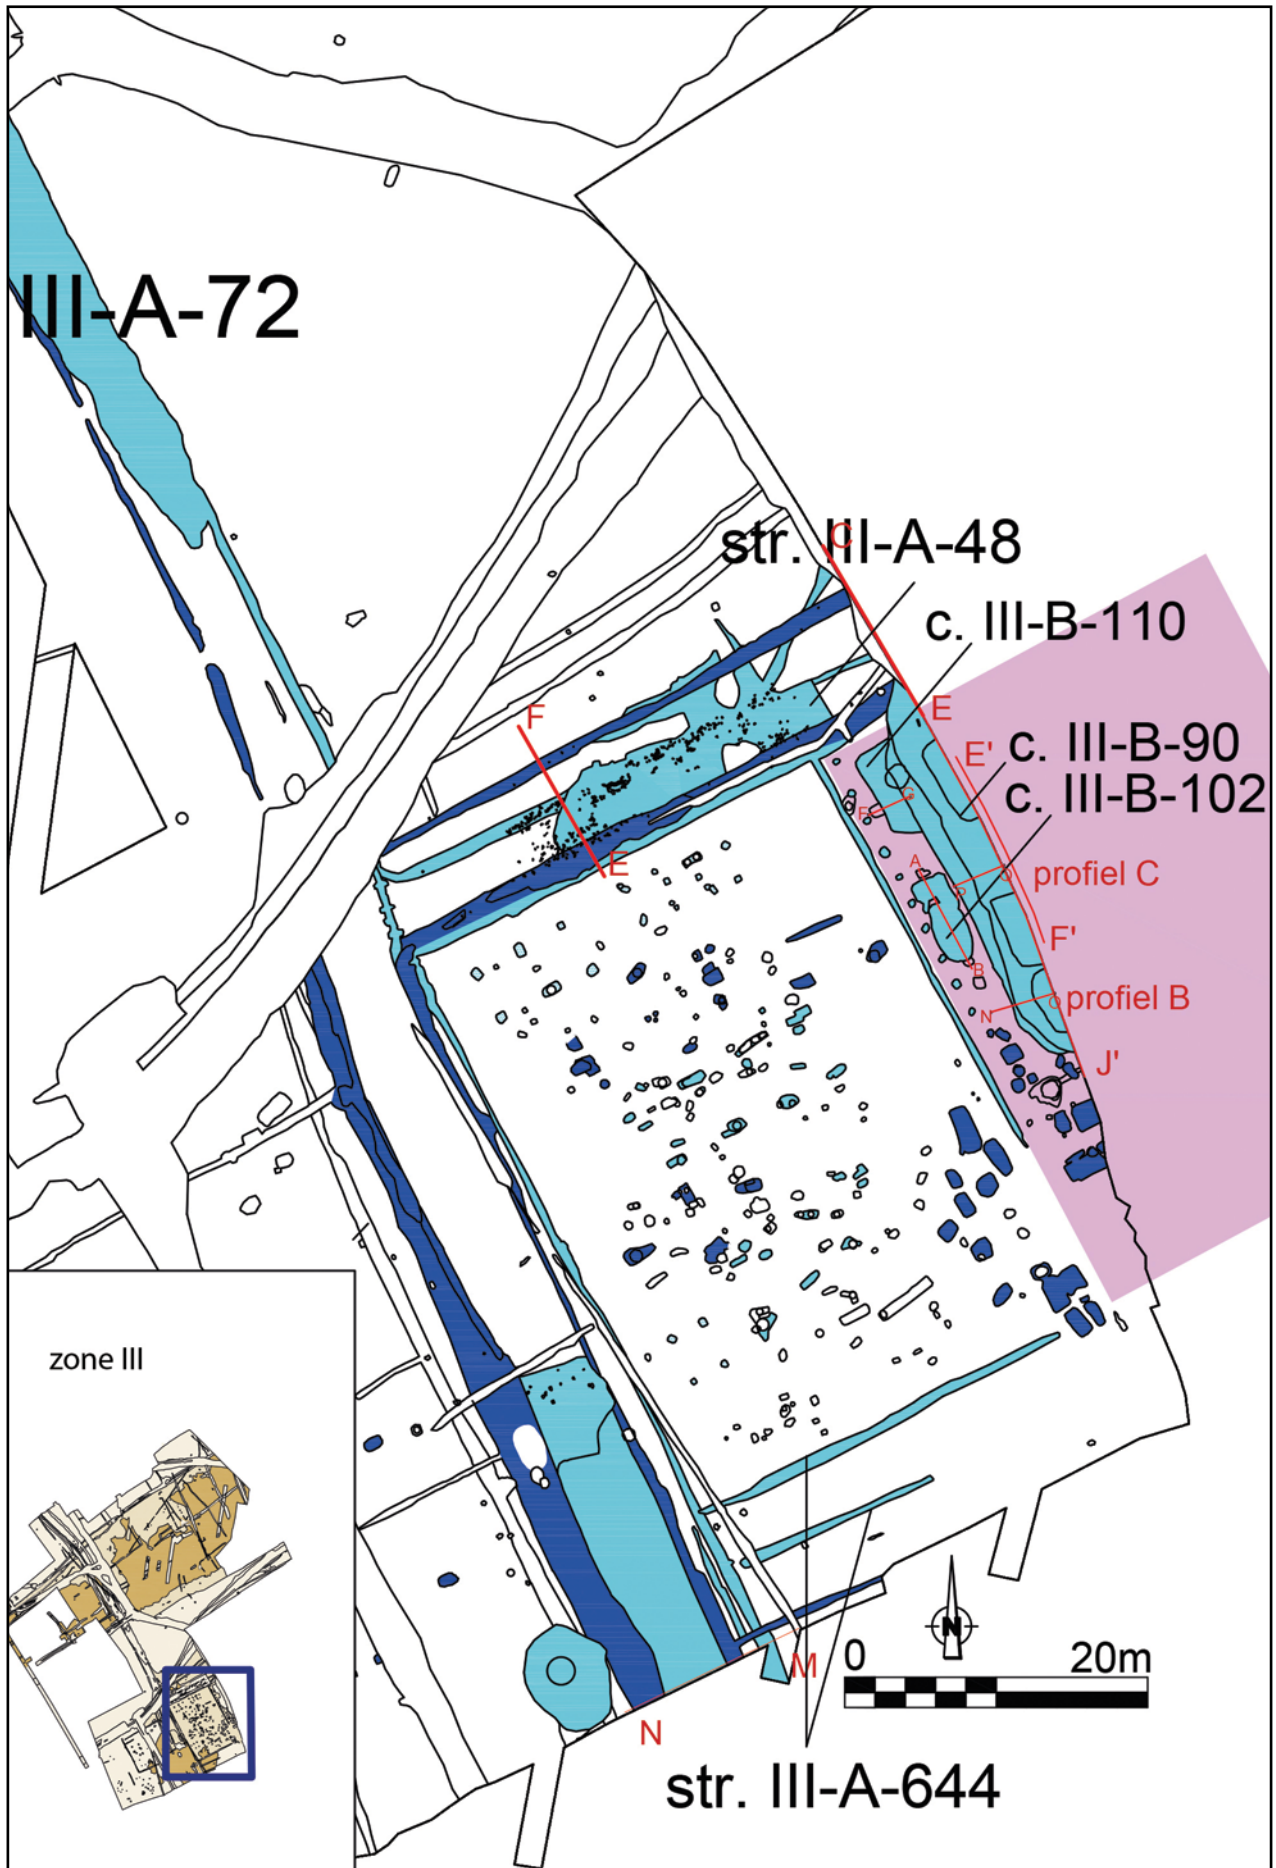 III-A-72
str. III-A-48
C
c. III-B-110
E
F
E'
c. III-B-90
c. III-B-102
F
G
E
A
profiel C
F'
B
profiel B
N
J'
zone III
N
0 20m
M
N
str. III-A-644